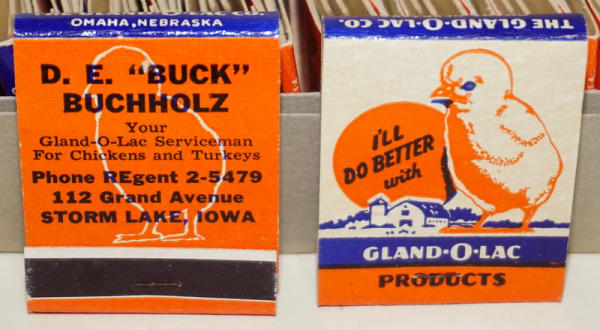 OMAHA, NEBRASKA
D. E. "BUCK"
BUCHHOLZ
Your
Gland-O-Lac Serviceman
For Chickens and Turkeys
Phone REgent 2-5479
112 Grand Avenue
STORM LAKE, IOWA
THE GLAND-O-LAC CO.
I'LL
DO BETTER
with
GLAND-O-LAC
PRODUCTS